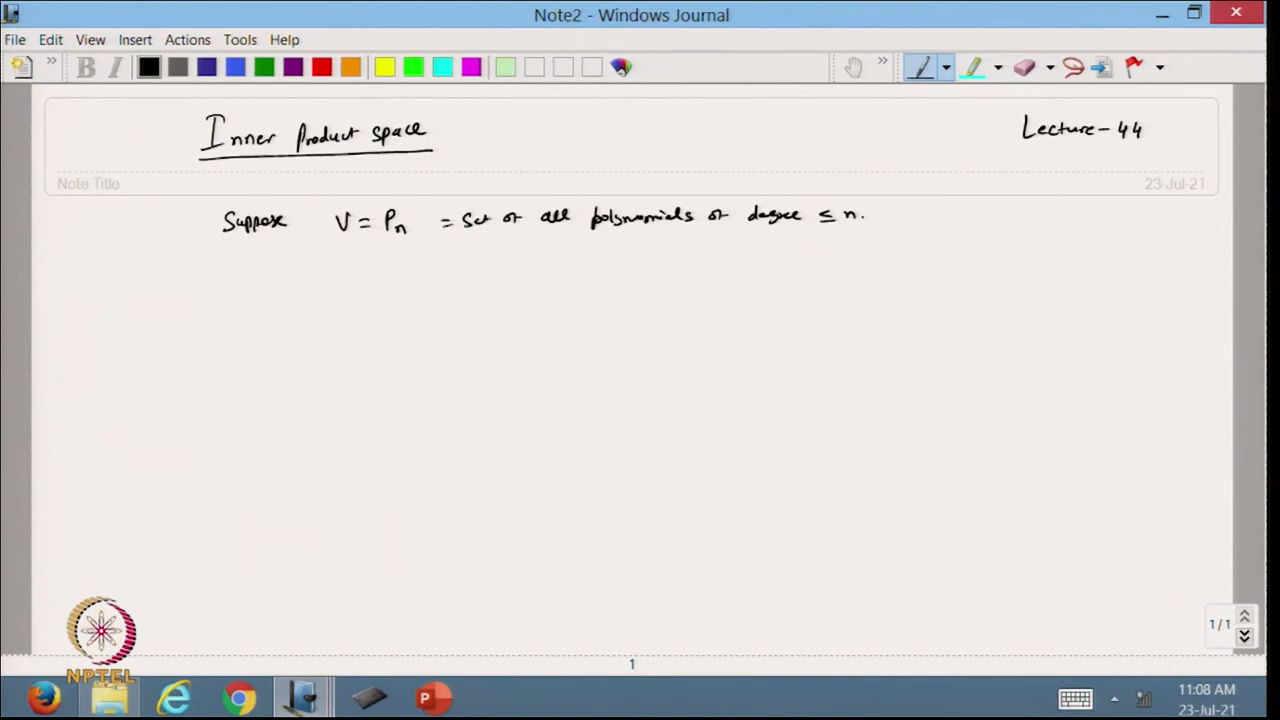 Note2 - Windows Journal
File Edit View Insert Actions Tools Help
B I
Inner Product space
Lecture-44
Note Title
23-Jul-21
Suppose V = Pn = Set of all polynomials of degree ≤ n.
1 / 1
1
NPTEL
11:08 AM
23-Jul-21